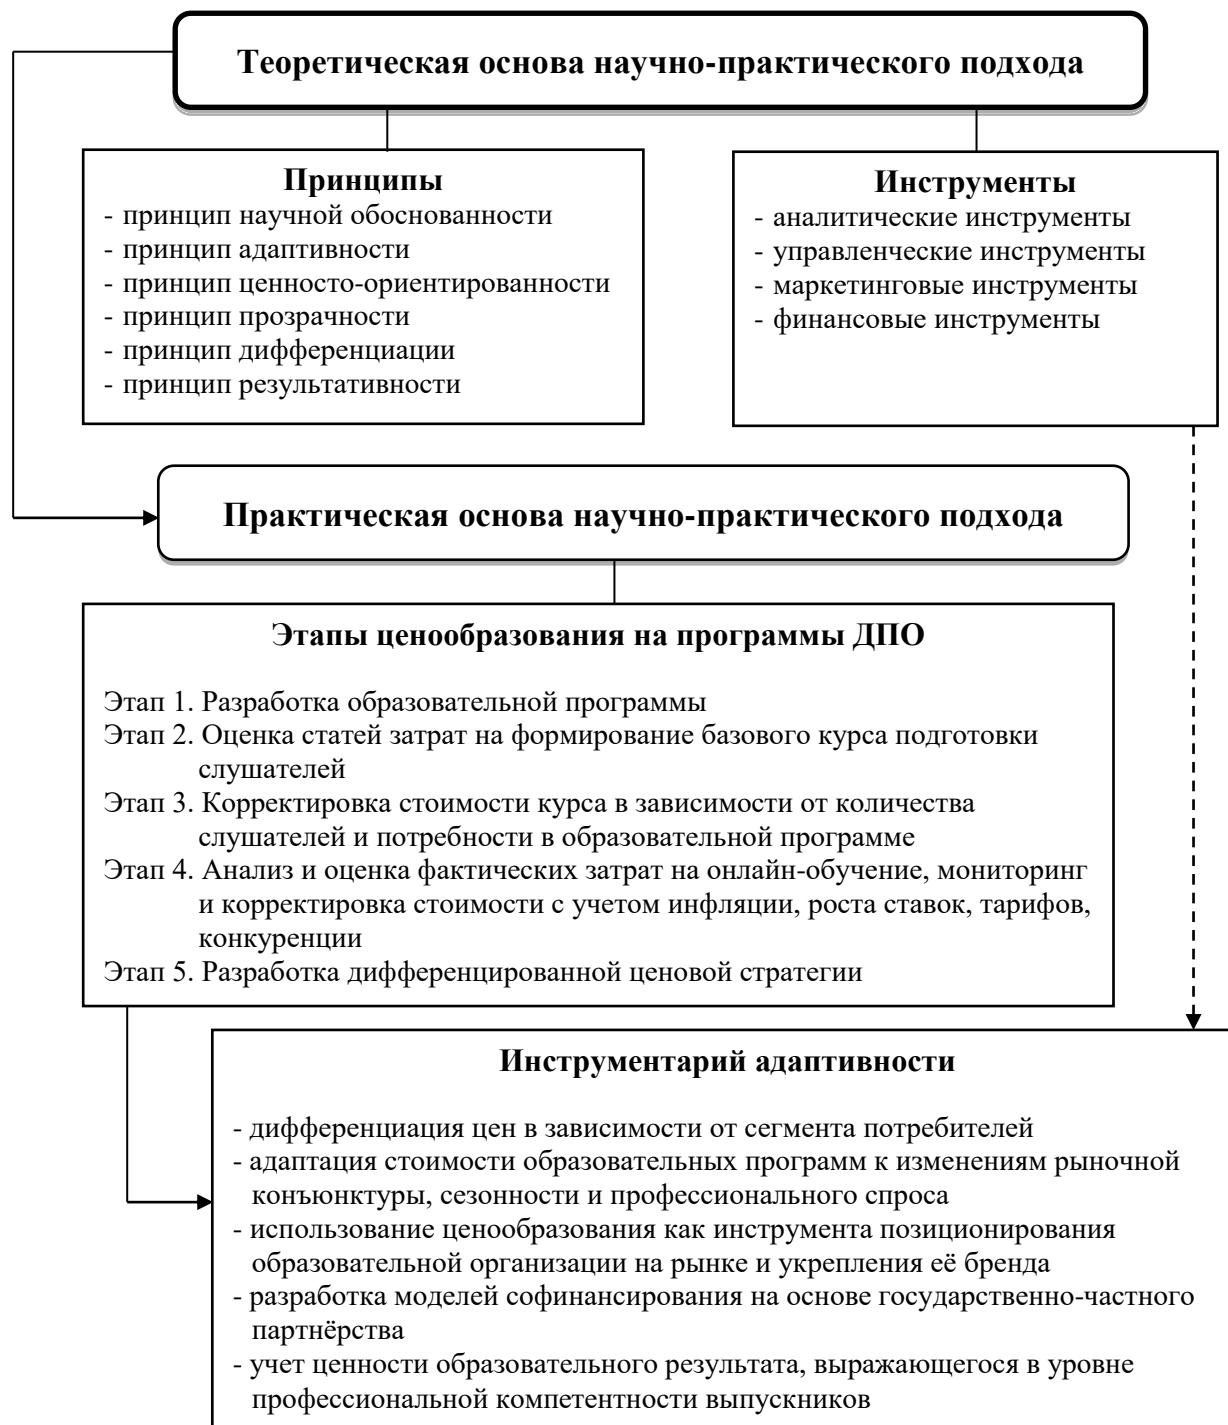 Теоретическая основа научно-практического подхода
Принципы
- принцип научной обоснованности
- принцип адаптивности
- принцип ценносто-ориентированности
- принцип прозрачности
- принцип дифференциации
- принцип результативности
Инструменты
- аналитические инструменты
- управленческие инструменты
- маркетинговые инструменты
- финансовые инструменты
Практическая основа научно-практического подхода
Этапы ценообразования на программы ДПО
Этап 1. Разработка образовательной программы
Этап 2. Оценка статей затрат на формирование базового курса подготовки
слушателей
Этап 3. Корректировка стоимости курса в зависимости от количества
слушателей и потребности в образовательной программе
Этап 4. Анализ и оценка фактических затрат на онлайн-обучение, мониторинг
и корректировка стоимости с учетом инфляции, роста ставок, тарифов,
конкуренции
Этап 5. Разработка дифференцированной ценовой стратегии
Инструментарий адаптивности
- дифференциация цен в зависимости от сегмента потребителей
- адаптация стоимости образовательных программ к изменениям рыночной
конъюнктуры, сезонности и профессионального спроса
- использование ценообразования как инструмента позиционирования
образовательной организации на рынке и укрепления её бренда
- разработка моделей софинансирования на основе государственно-частного
партнёрства
- учет ценности образовательного результата, выражающегося в уровне
профессиональной компетентности выпускников